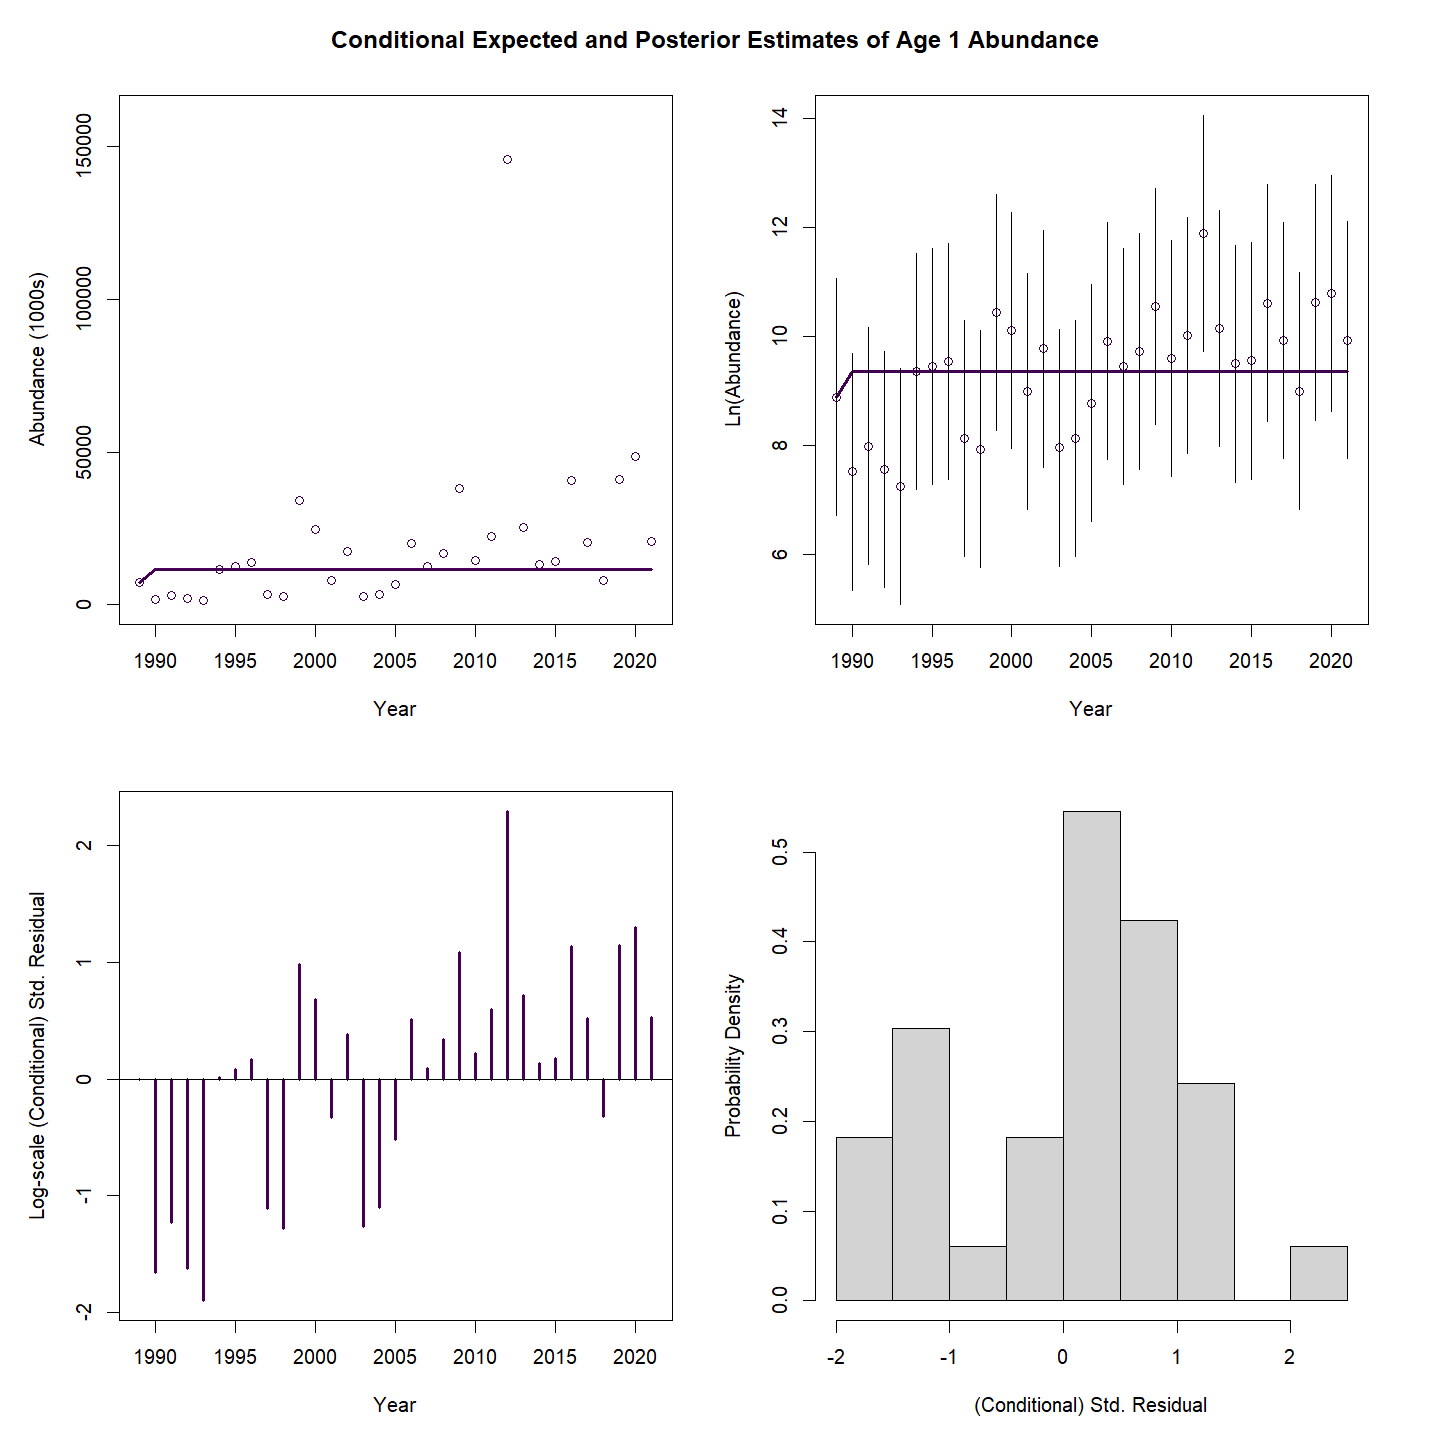 Conditional Expected and Posterior Estimates of Age 1 Abundance
Abundance (1000s)
150000
100000
50000
0
1990 1995 2000 2005 2010 2015 2020
Year
Ln(Abundance)
14
12
10
8
6
1990 1995 2000 2005 2010 2015 2020
Year
Log-scale (Conditional) Std. Residual
2
1
0
-1
-2
1990 1995 2000 2005 2010 2015 2020
Year
Probability Density
0.5
0.4
0.3
0.2
0.1
0.0
-2 -1 0 1 2
(Conditional) Std. Residual